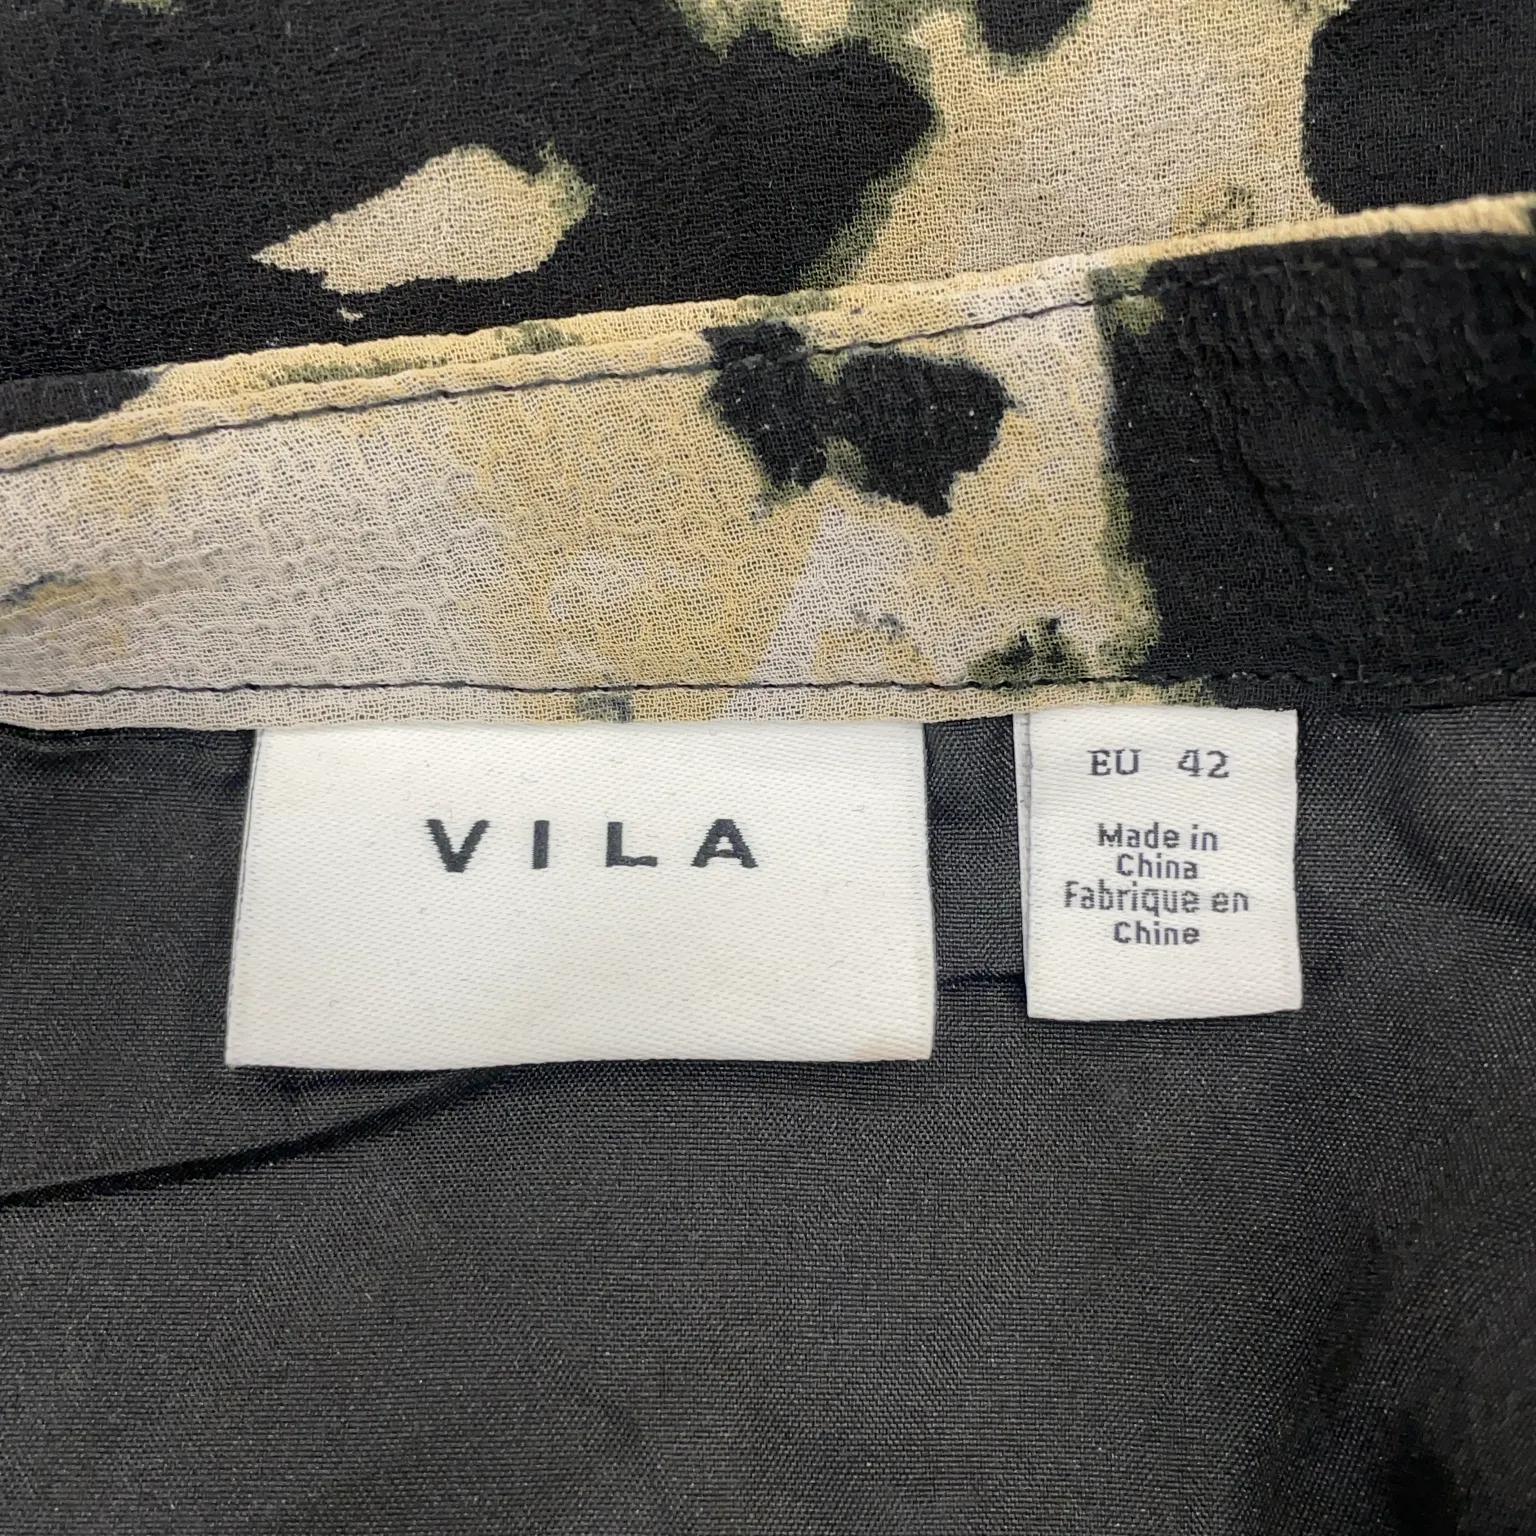 VILA
EU 42
Made in
China
Fabrique en
Chine